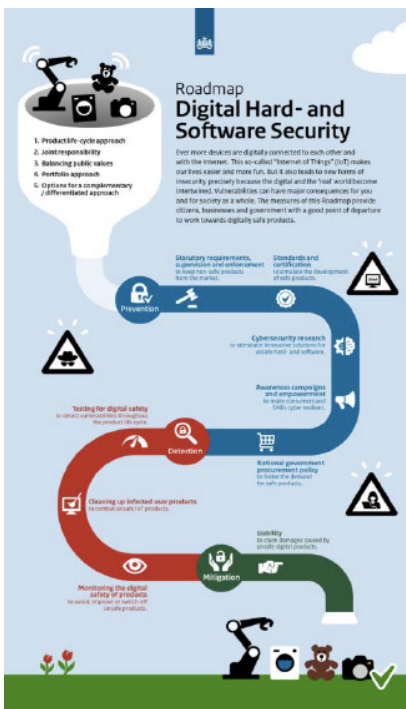 Roadmap
Digital Hard- and
Software Security
Ever more devices are digitally connected to each other and
with the Internet. This so-called "Internet of Things" (IoT) makes
our lives easier and more fun. But it also leads to new forms of
insecurity, precisely because the digital and the 'real' world become
intertwined. Vulnerabilities can have major consequences for you
and for society as a whole. The measures of this Roadmap provide
citizens, businesses and government with a good point of departure
to work towards digitally safe products.
1. Product life-cycle approach
2. Joint responsibility
3. Balancing public values
4. Portfolio approach
5. Options for a complementary
/ differentiated approach
Statutory requirements,
supervision and enforcement
to keep non-safe products
from the market.
Standards and
certification
to stimulate the development
of safe products.
Prevention
Cybersecurity research
to stimulate innovative solutions for
unsafe hard- and software.
Awareness campaigns
and empowerment
to make consumers and
SMEs cyber resilient.
Testing for digital safety
to detect vulnerabilities throughout
the product life cycle.
Detection
National government
procurement policy
to foster the demand
for safe products.
Cleaning up infected user products
to combat unsafe IoT products.
Liability
to claim damages caused by
unsafe digital products.
Mitigation
Monitoring the digital
safety of products
to avoid, improve or switch off
unsafe products.